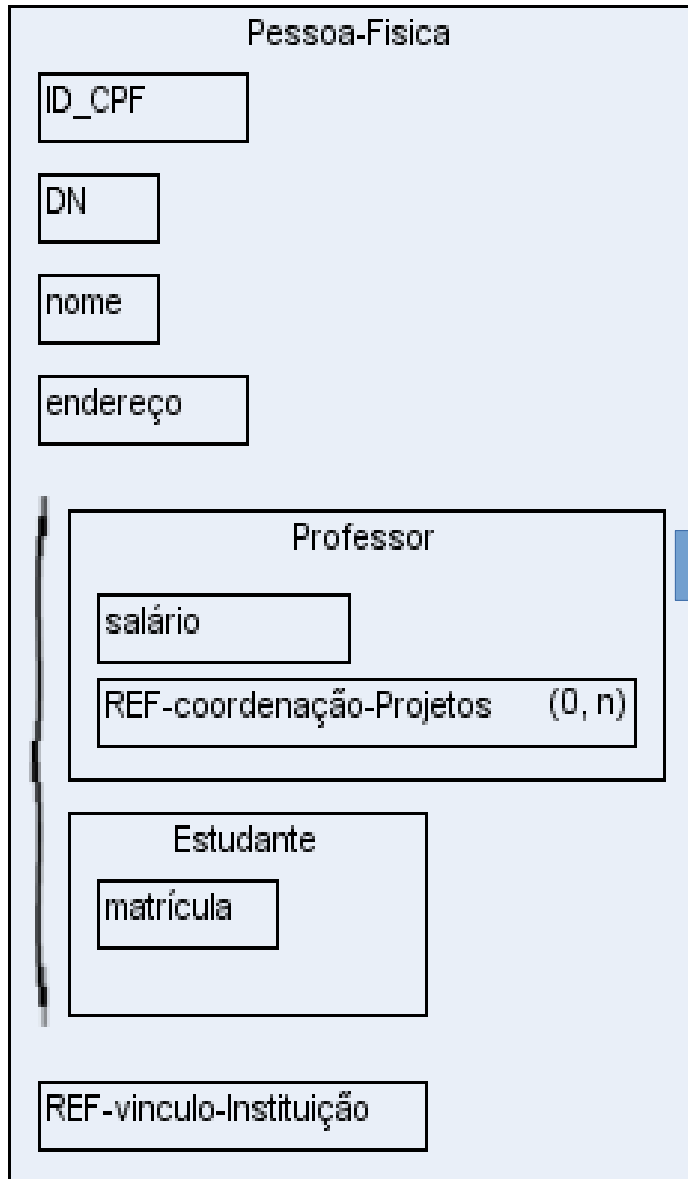 Pessoa-Fisica
ID_CPF
DN
nome
endereço
Professor
salário
REF-coordenação-Projetos (0, n)
Estudante
matrícula
REF-vinculo-Instituição